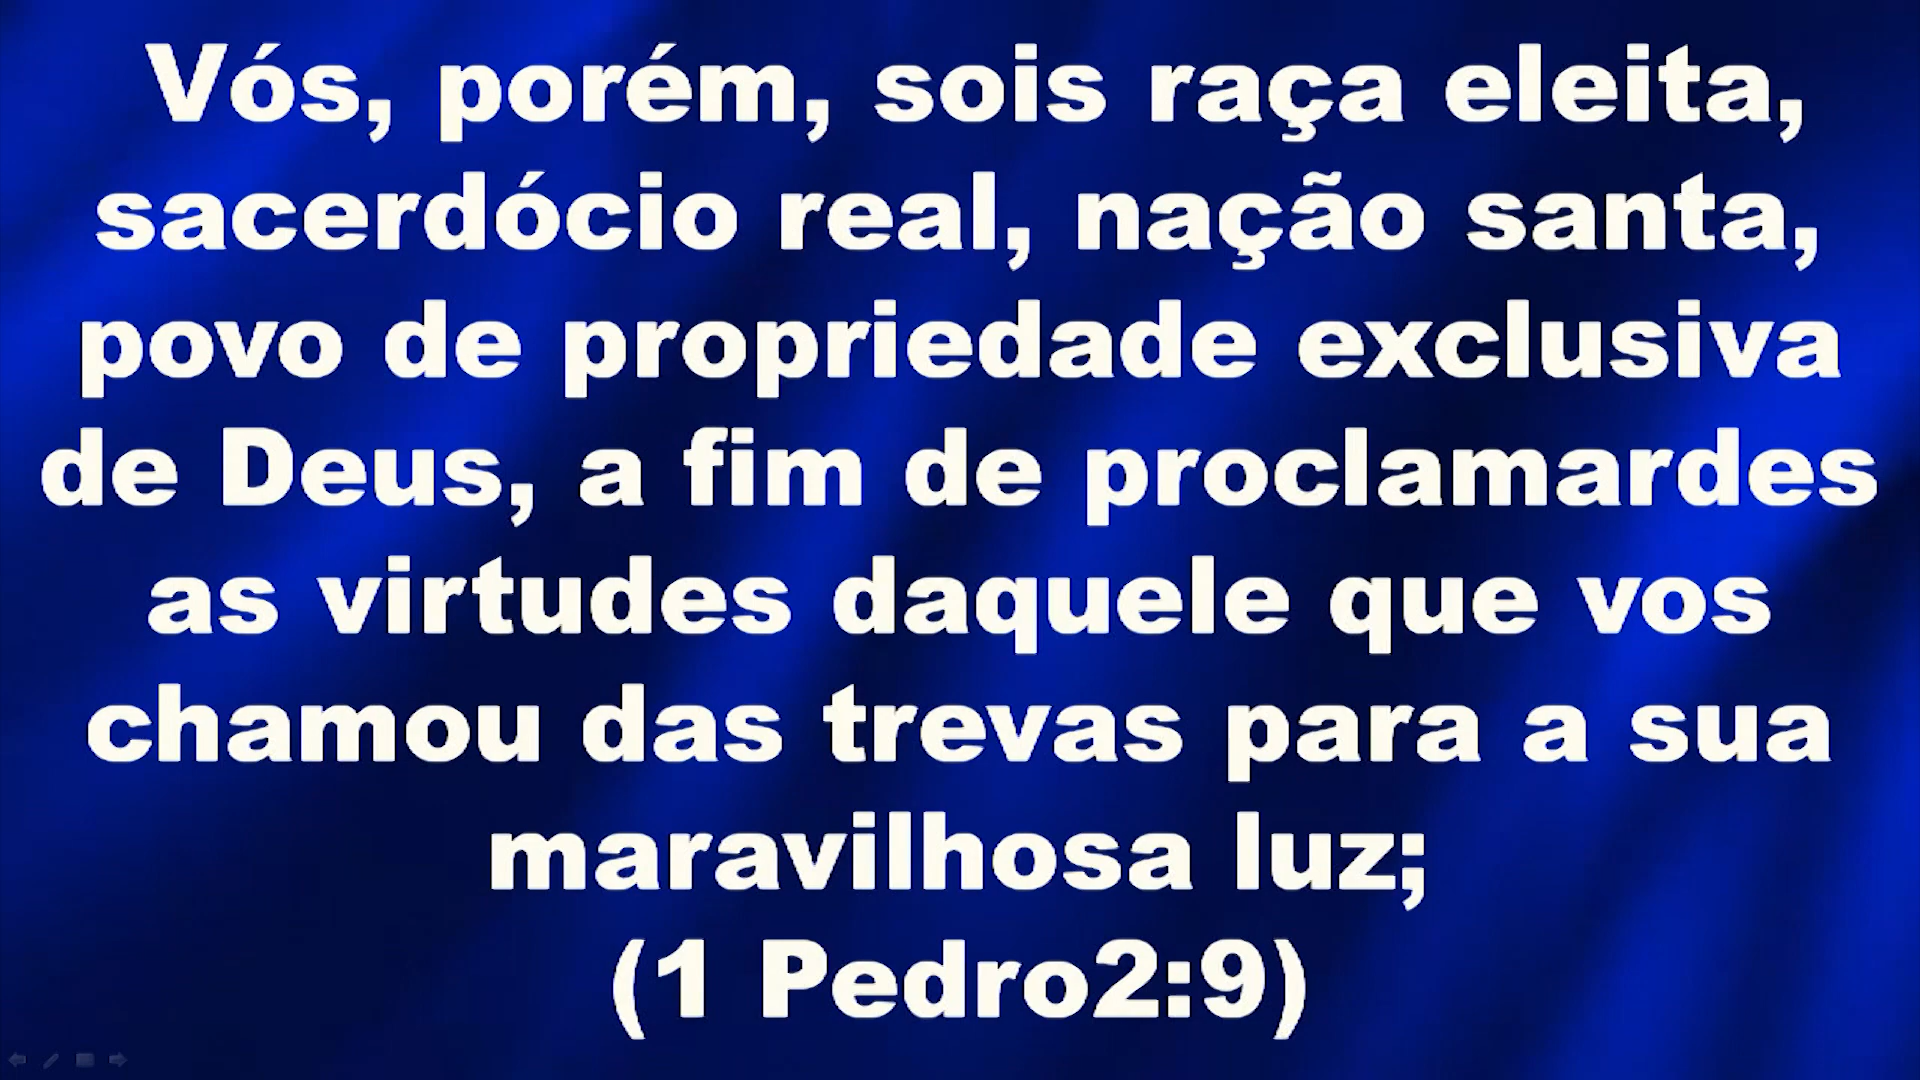 Vós, porém, sois raça eleita,
sacerdócio real, nação santa,
povo de propriedade exclusiva
de Deus, a fim de proclamardes
as virtudes daquele que vos
chamou das trevas para a sua
maravilhosa luz;
(1 Pedro2:9)